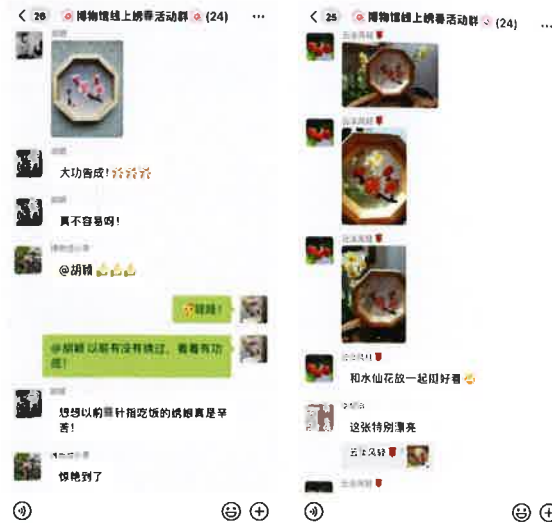 26
博物馆线上绣春活动群 (24)
大功告成！
真不容易呀！
@胡颖
@胡颖 以前有没有绣过，看着有功
底！
想想以前 针指吃饭的绣娘真是辛
苦！
惊艳到了
25
博物馆线上绣春活动群 (24)
和水仙花放一起挺好看
这张特别漂亮